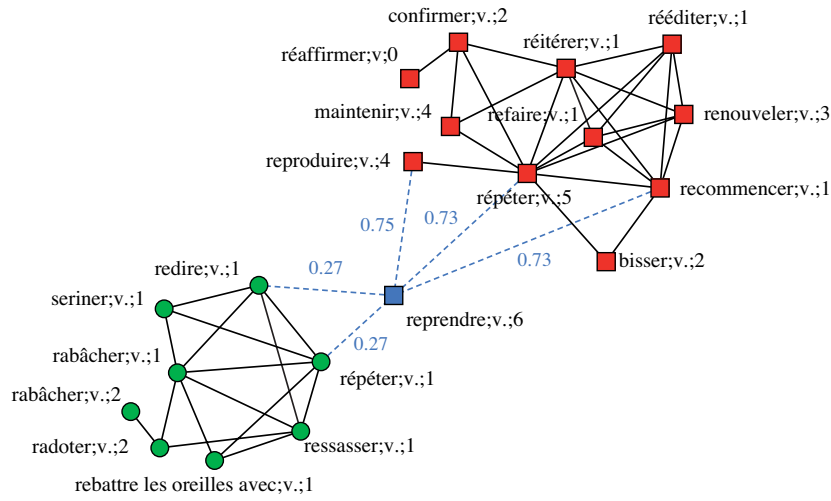 confirmer;v.;2
rééditer;v.;1
réitérer;v.;1
réaffirmer;v;0
maintenir;v.;4
refaire;v.;1
renouveler;v.;3
reproduire;v.;4
répéter;v.;5
recommencer;v.;1
0.75
0.73
0.73
bisser;v.;2
redire;v.;1
0.27
seriner;v.;1
reprendre;v.;6
0.27
rabâcher;v.;1
répéter;v.;1
rabâcher;v.;2
radoter;v.;2
ressasser;v.;1
rebattre les oreilles avec;v.;1